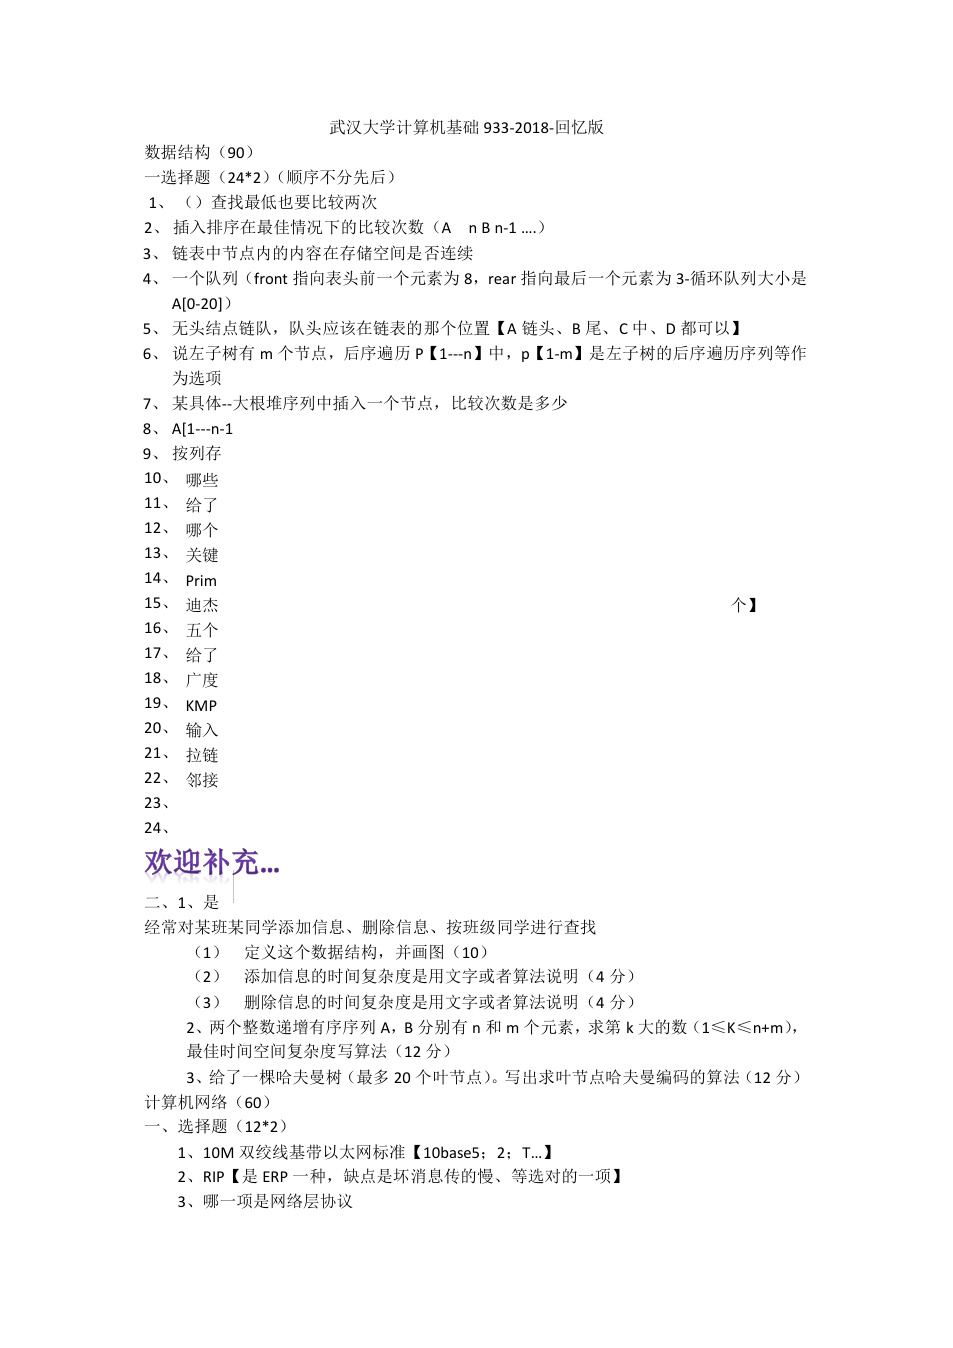 武汉大学计算机基础 933-2018-回忆版
数据结构（90）
一选择题（24*2）（顺序不分先后）
1、（）查找最低也要比较两次
2、 插入排序在最佳情况下的比较次数（A n B n-1 ....）
3、 链表中节点内的内容在存储空间是否连续
4、 一个队列（front 指向表头前一个元素为 8，rear 指向最后一个元素为 3-循环队列大小是
A[0-20]）
5、 无头结点链队，队头应该在链表的那个位置【A 链头、B 尾、C 中、D 都可以】
6、 说左子树有 m 个节点，后序遍历 P【1---n】中，p【1-m】是左子树的后序遍历序列等作
为选项
7、 某具体--大根堆序列中插入一个节点，比较次数是多少
8、 A[1---n-1
9、 按列存
10、 哪些
11、 给了
12、 哪个
13、 关键
14、 Prim
15、 迪杰 个】
16、 五个
17、 给了
18、 广度
19、 KMP
20、 输入
21、 拉链
22、 邻接
23、
24、
欢迎补充...
二、1、是
经常对某班某同学添加信息、删除信息、按班级同学进行查找
（1） 定义这个数据结构，并画图（10）
（2） 添加信息的时间复杂度是用文字或者算法说明（4 分）
（3） 删除信息的时间复杂度是用文字或者算法说明（4 分）
2、两个整数递增有序序列 A，B 分别有 n 和 m 个元素，求第 k 大的数（1≤K≤n+m），
最佳时间空间复杂度写算法（12 分）
3、给了一棵哈夫曼树（最多 20 个叶节点）。写出求叶节点哈夫曼编码的算法（12 分）
计算机网络（60）
一、选择题（12*2）
1、10M 双绞线基带以太网标准【10base5；2；T...】
2、RIP【是 ERP 一种，缺点是坏消息传的慢、等选对的一项】
3、哪一项是网络层协议